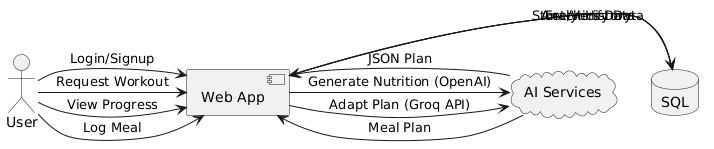 Login/Signup
Request Workout
View Progress
Log Meal
User
Web App
JSON Plan
Generate Nutrition (OpenAI)
Adapt Plan (Groq API)
Meal Plan
AI Services
SQL